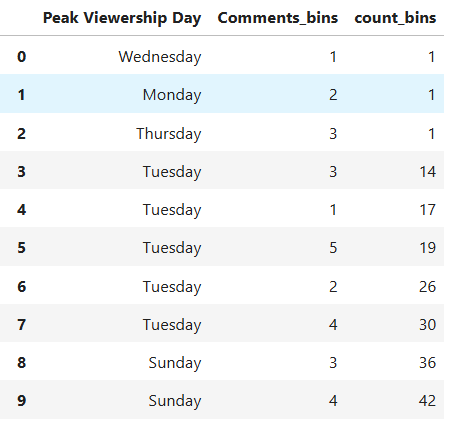 Peak Viewership Day Comments_bins count_bins
0 Wednesday 1 1
1 Monday 2 1
2 Thursday 3 1
3 Tuesday 3 14
4 Tuesday 1 17
5 Tuesday 5 19
6 Tuesday 2 26
7 Tuesday 4 30
8 Sunday 3 36
9 Sunday 4 42